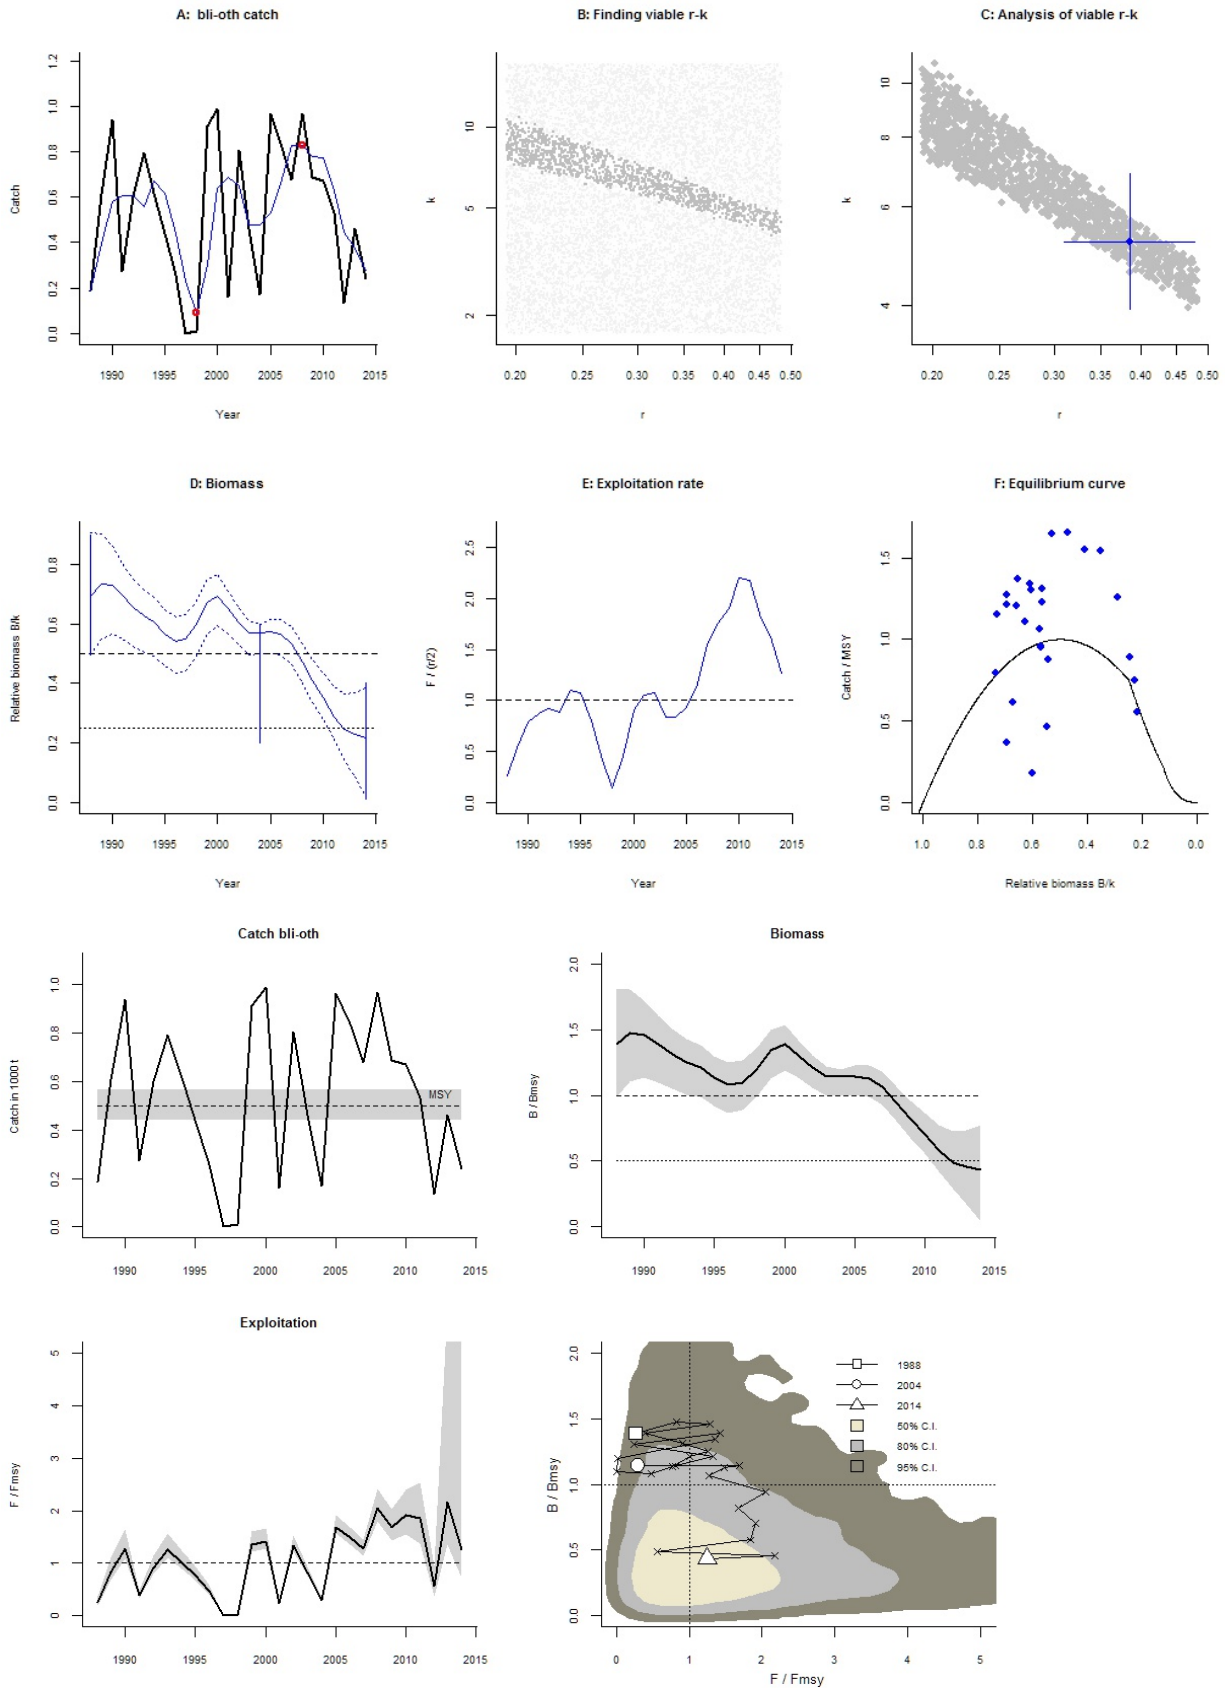 A: bli-oth catch
B: Finding viable r-k
C: Analysis of viable r-k
Catch
0.0 0.2 0.4 0.6 0.8 1.0 1.2
1990 1995 2000 2005 2010 2015
Year
k
2 5 10
0.20 0.25 0.30 0.35 0.40 0.45 0.50
r
k
4 6 8 10
0.20 0.25 0.30 0.35 0.40 0.45 0.50
r
D: Biomass
E: Exploitation rate
F: Equilibrium curve
Relative biomass B/k
0.0 0.2 0.4 0.6 0.8
1990 1995 2000 2005 2010 2015
Year
F / (r/2)
0.0 0.5 1.0 1.5 2.0 2.5
1990 1995 2000 2005 2010 2015
Year
Catch / MSY
0.0 0.5 1.0 1.5
1.0 0.8 0.6 0.4 0.2 0.0
Relative biomass B/k
Catch bli-oth
Biomass
Catch in 1000 t
0.0 0.2 0.4 0.6 0.8 1.0
MSY
1990 1995 2000 2005 2010 2015
B / Bmsy
0.0 0.5 1.0 1.5 2.0
1990 1995 2000 2005 2010 2015
Exploitation
F / Fmsy
0 1 2 3 4 5
1990 1995 2000 2005 2010 2015
B / Bmsy
0.0 0.5 1.0 1.5 2.0
1988
2004
2014
50% C.I.
80% C.I.
95% C.I.
0 1 2 3 4 5
F / Fmsy